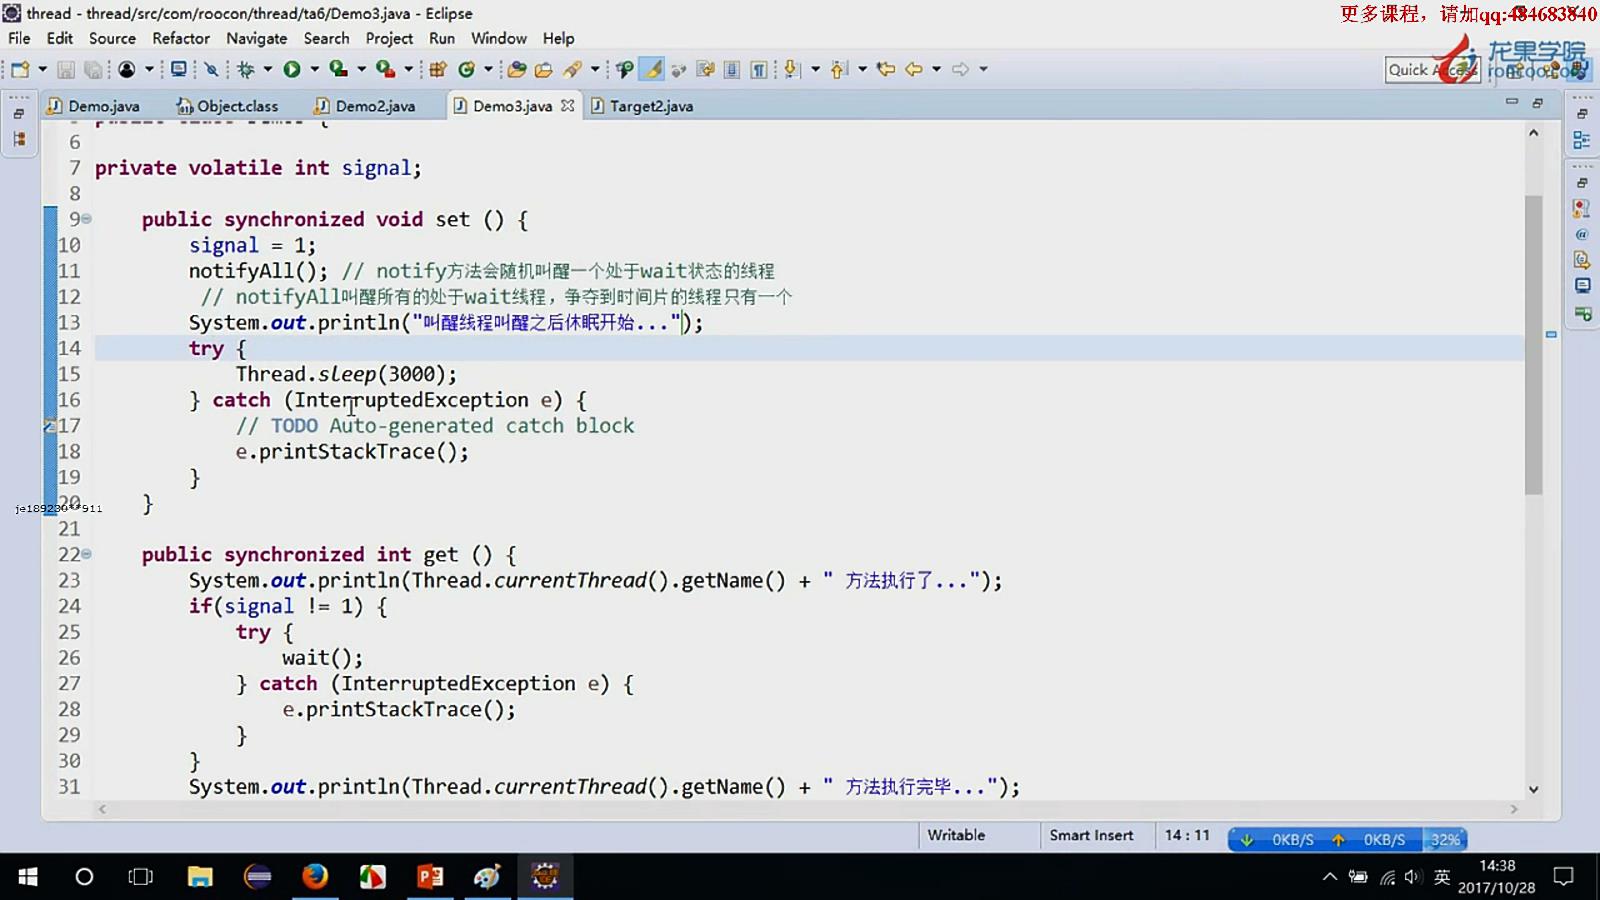 thread - thread/src/com/roocon/thread/ta6/Demo3.java - Eclipse
更多课程，请加qq:484683840
File Edit Source Refactor Navigate Search Project Run Window Help
龙果学院
roncoo.com
Quick Access
Demo.java Object.class Demo2.java Demo3.java Target2.java
6
7 private volatile int signal;
8
9 public synchronized void set () {
10 signal = 1;
11 notifyAll(); // notify方法会随机叫醒一个处于wait状态的线程
12 // notifyAll叫醒所有的处于wait线程，争夺到时间片的线程只有一个
13 System.out.println("叫醒线程叫醒之后休眠开始...");
14 try {
15 Thread.sleep(3000);
16 } catch (InterruptedException e) {
17 // TODO Auto-generated catch block
18 e.printStackTrace();
19 }
20 }
je189230**911
21
22 public synchronized int get () {
23 System.out.println(Thread.currentThread().getName() + " 方法执行了...");
24 if(signal != 1) {
25 try {
26 wait();
27 } catch (InterruptedException e) {
28 e.printStackTrace();
29 }
30 }
31 System.out.println(Thread.currentThread().getName() + " 方法执行完毕...");
Writable Smart Insert 14 : 11 0KB/S 0KB/S 32%
英 14:38
2017/10/28